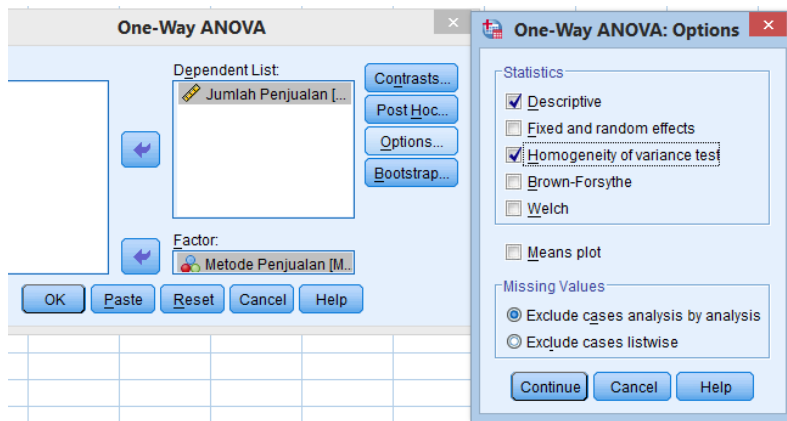 One-Way ANOVA
Dependent List:
Jumlah Penjualan [...
Contrasts...
Post Hoc...
Options...
Bootstrap...
Factor:
Metode Penjualan [M..
OK
Paste
Reset
Cancel
Help
One-Way ANOVA: Options
Statistics
Descriptive
Fixed and random effects
Homogeneity of variance test
Brown-Forsythe
Welch
Means plot
Missing Values
Exclude cases analysis by analysis
Exclude cases listwise
Continue
Cancel
Help